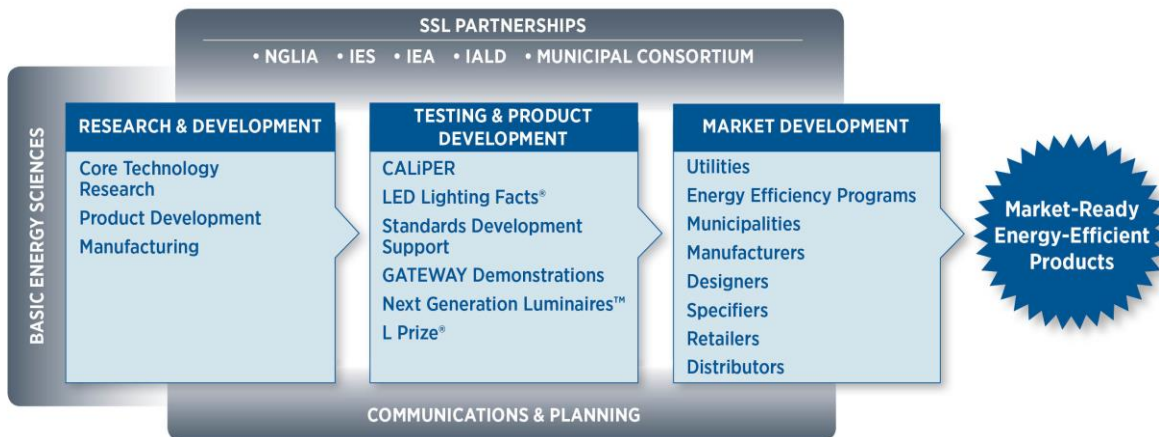 SSL PARTNERSHIPS
• NGLIA • IES • IEA • IALD • MUNICIPAL CONSORTIUM
BASIC ENERGY SCIENCES
RESEARCH & DEVELOPMENT
Core Technology
Research
Product Development
Manufacturing
TESTING & PRODUCT
DEVELOPMENT
CALiPER
LED Lighting Facts®
Standards Development
Support
GATEWAY Demonstrations
Next Generation Luminaires™
L Prize®
MARKET DEVELOPMENT
Utilities
Energy Efficiency Programs
Municipalities
Manufacturers
Designers
Specifiers
Retailers
Distributors
Market-Ready
Energy-Efficient
Products
COMMUNICATIONS & PLANNING